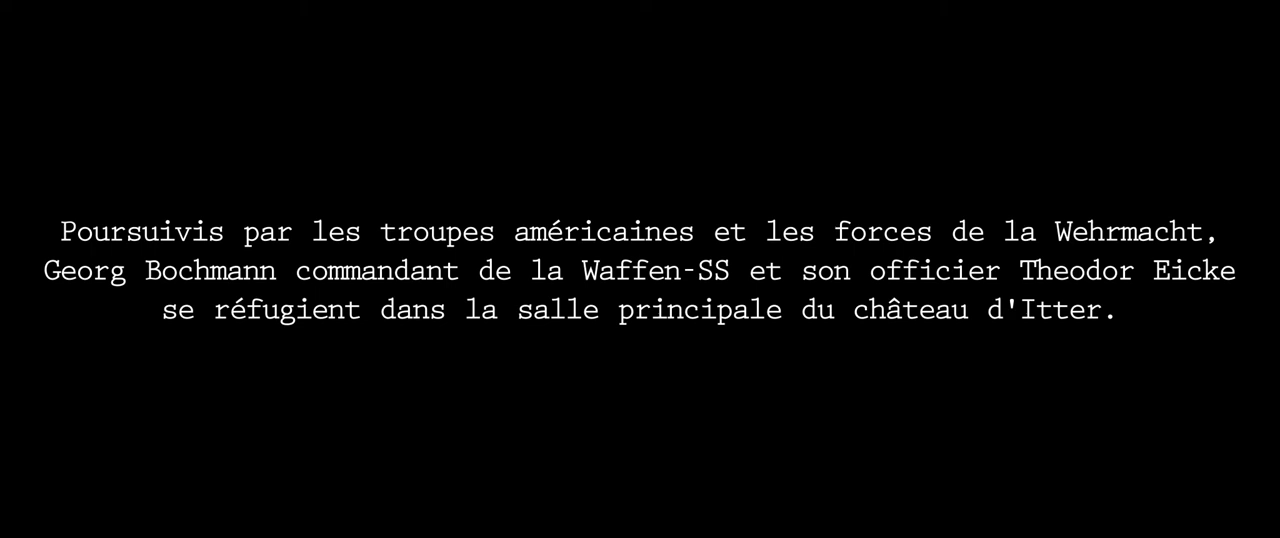 Poursuivis par les troupes américaines et les forces de la Wehrmacht,
Georg Bochmann commandant de la Waffen-SS et son officier Theodor Eicke
se réfugient dans la salle principale du château d'Itter.